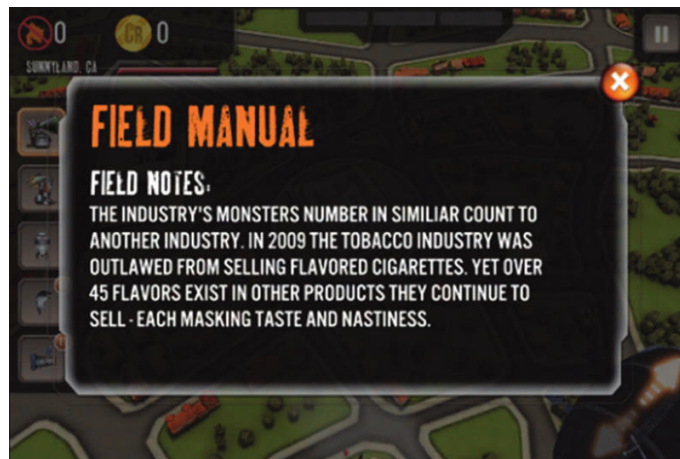 0
CR 0
SUNNYLAND, CA
FIELD MANUAL
FIELD NOTES:
THE INDUSTRY'S MONSTERS NUMBER IN SIMILIAR COUNT TO
ANOTHER INDUSTRY. IN 2009 THE TOBACCO INDUSTRY WAS
OUTLAWED FROM SELLING FLAVORED CIGARETTES. YET OVER
45 FLAVORS EXIST IN OTHER PRODUCTS THEY CONTINUE TO
SELL - EACH MASKING TASTE AND NASTINESS.